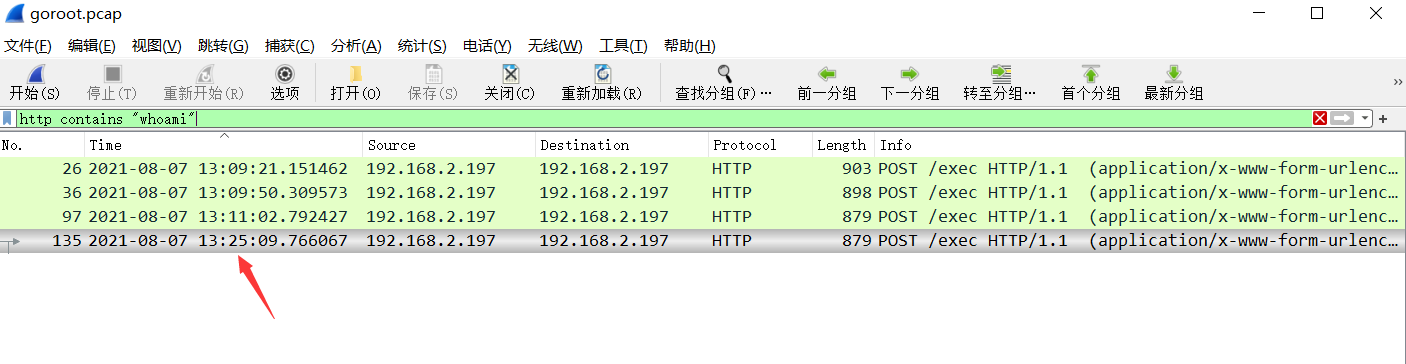 goroot.pcap
文件(F) 编辑(E) 视图(V) 跳转(G) 捕获(C) 分析(A) 统计(S) 电话(Y) 无线(W) 工具(T) 帮助(H)
开始(S) 停止(T) 重新开始(R) 选项 打开(O) 保存(S) 关闭(C) 重新加载(R) 查找分组(F)… 前一分组 下一分组 转至分组… 首个分组 最新分组
http contains "whoami"
No. Time Source Destination Protocol Length Info
26 2021-08-07 13:09:21.151462 192.168.2.197 192.168.2.197 HTTP 903 POST /exec HTTP/1.1 (application/x-www-form-urlenc…
36 2021-08-07 13:09:50.309573 192.168.2.197 192.168.2.197 HTTP 898 POST /exec HTTP/1.1 (application/x-www-form-urlenc…
97 2021-08-07 13:11:02.792427 192.168.2.197 192.168.2.197 HTTP 879 POST /exec HTTP/1.1 (application/x-www-form-urlenc…
135 2021-08-07 13:25:09.766067 192.168.2.197 192.168.2.197 HTTP 879 POST /exec HTTP/1.1 (application/x-www-form-urlenc…